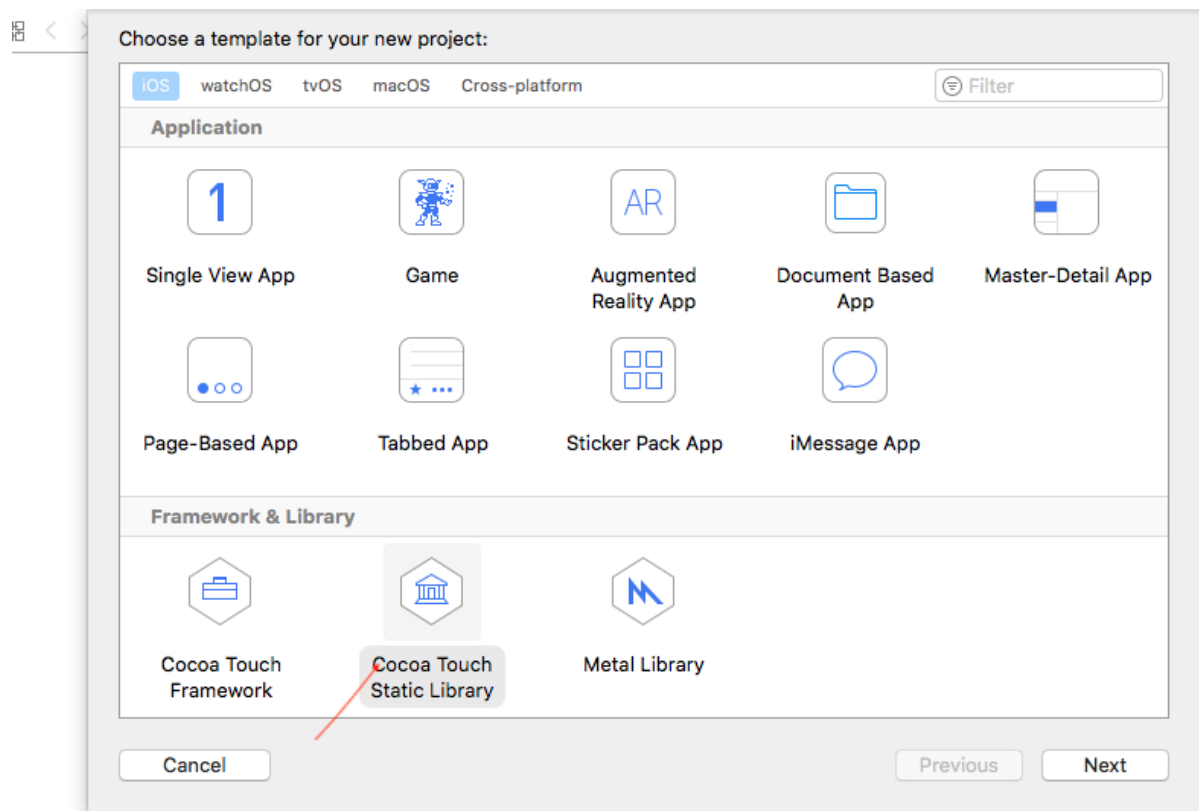 Choose a template for your new project:
iOS watchOS tvOS macOS Cross-platform Filter
Application
1 AR
Single View App Game Augmented Reality App Document Based App Master-Detail App
Page-Based App Tabbed App Sticker Pack App iMessage App
Framework & Library
Cocoa Touch Framework Cocoa Touch Static Library Metal Library
Cancel Previous Next